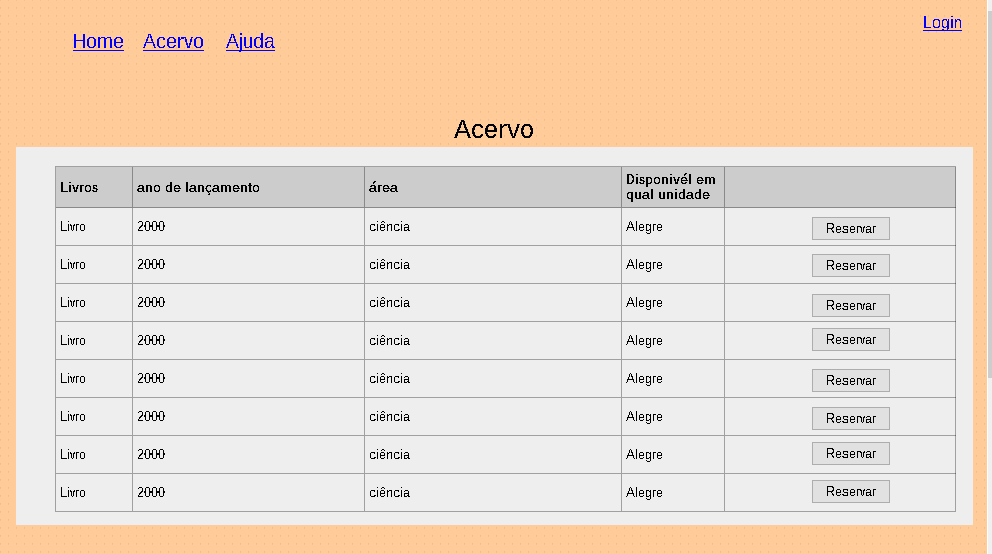 Login
Home Acervo Ajuda
Acervo
Livros ano de lançamento área Disponivél em
qual unidade
Livro 2000 ciência Alegre Reservar
Livro 2000 ciência Alegre Reservar
Livro 2000 ciência Alegre Reservar
Livro 2000 ciência Alegre Reservar
Livro 2000 ciência Alegre Reservar
Livro 2000 ciência Alegre Reservar
Livro 2000 ciência Alegre Reservar
Livro 2000 ciência Alegre Reservar